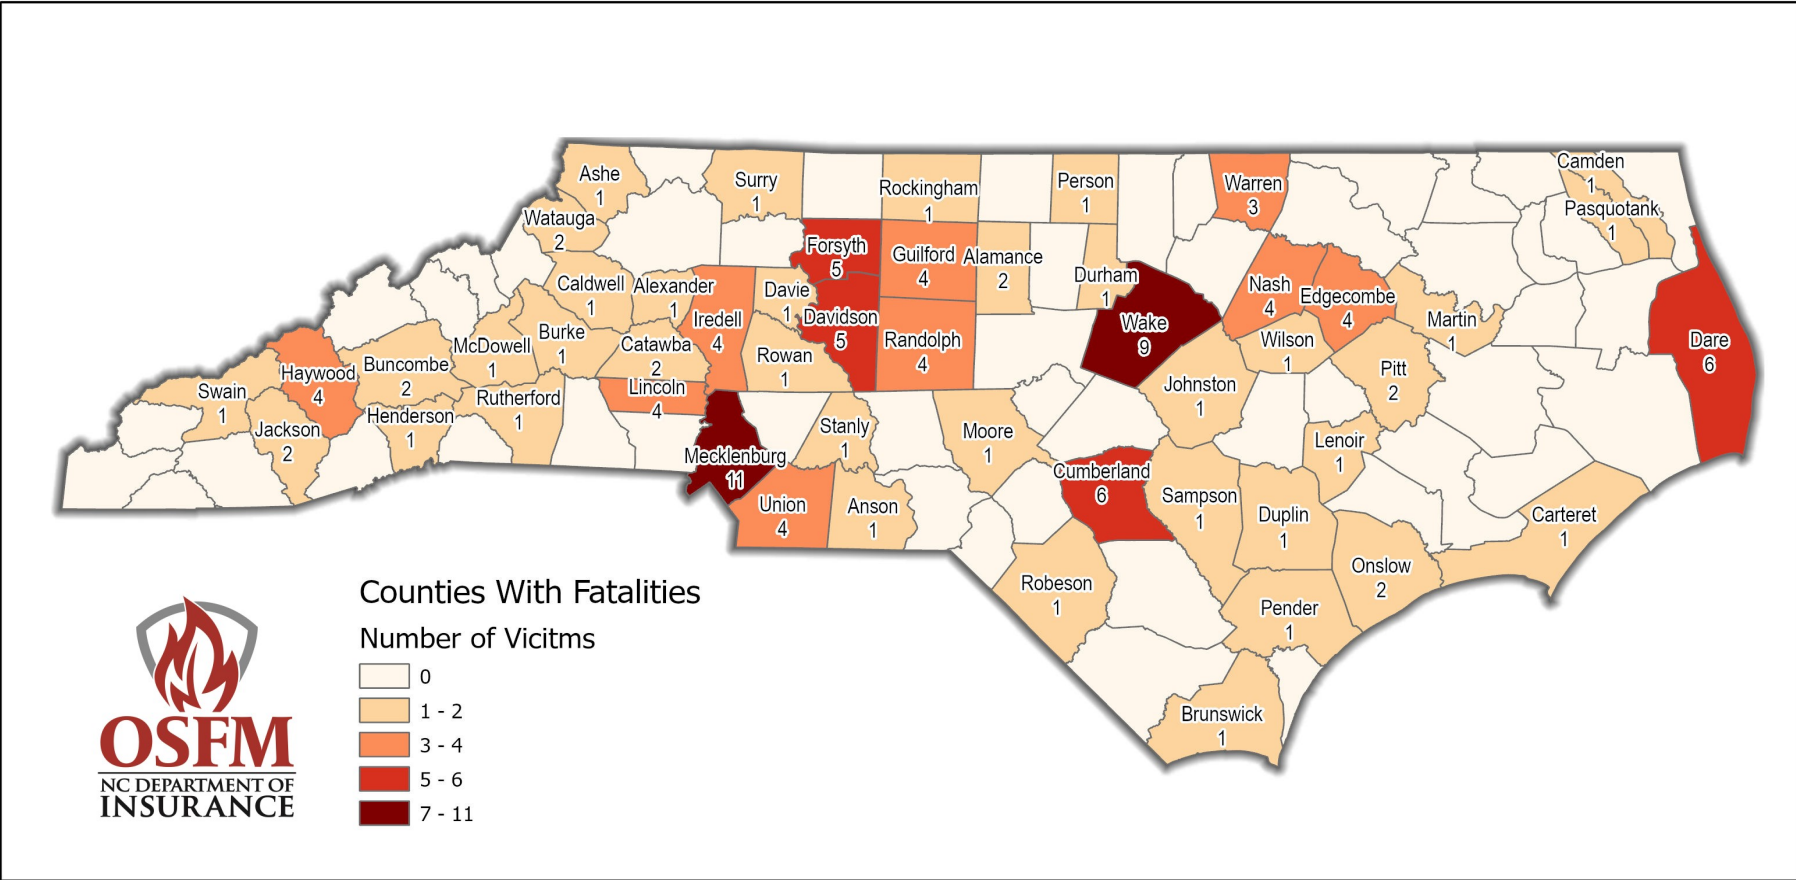 Ashe
1
Surry
1
Rockingham
1
Person
1
Warren
3
Camden
1
Pasquotank
1
Watauga
2
Forsyth
5
Guilford
4
Alamance
2
Durham
1
Nash
4
Edgecombe
4
Martin
1
Caldwell
1
Alexander
1
Davie
1
Iredell
4
Davidson
5
Wake
9
Dare
6
Burke
1
McDowell
1
Catawba
2
Rowan
1
Randolph
4
Wilson
1
Pitt
2
Haywood
4
Buncombe
2
Swain
1
Lincoln
4
Rutherford
1
Johnston
1
Henderson
1
Jackson
2
Stanly
1
Moore
1
Lenoir
1
Mecklenburg
11
Cumberland
6
Sampson
1
Union
4
Anson
1
Duplin
1
Carteret
1
Onslow
2
Robeson
1
Pender
1
Brunswick
1
Counties With Fatalities
Number of Vicitms
0
1 - 2
3 - 4
5 - 6
7 - 11
OSFM
NC DEPARTMENT OF
INSURANCE